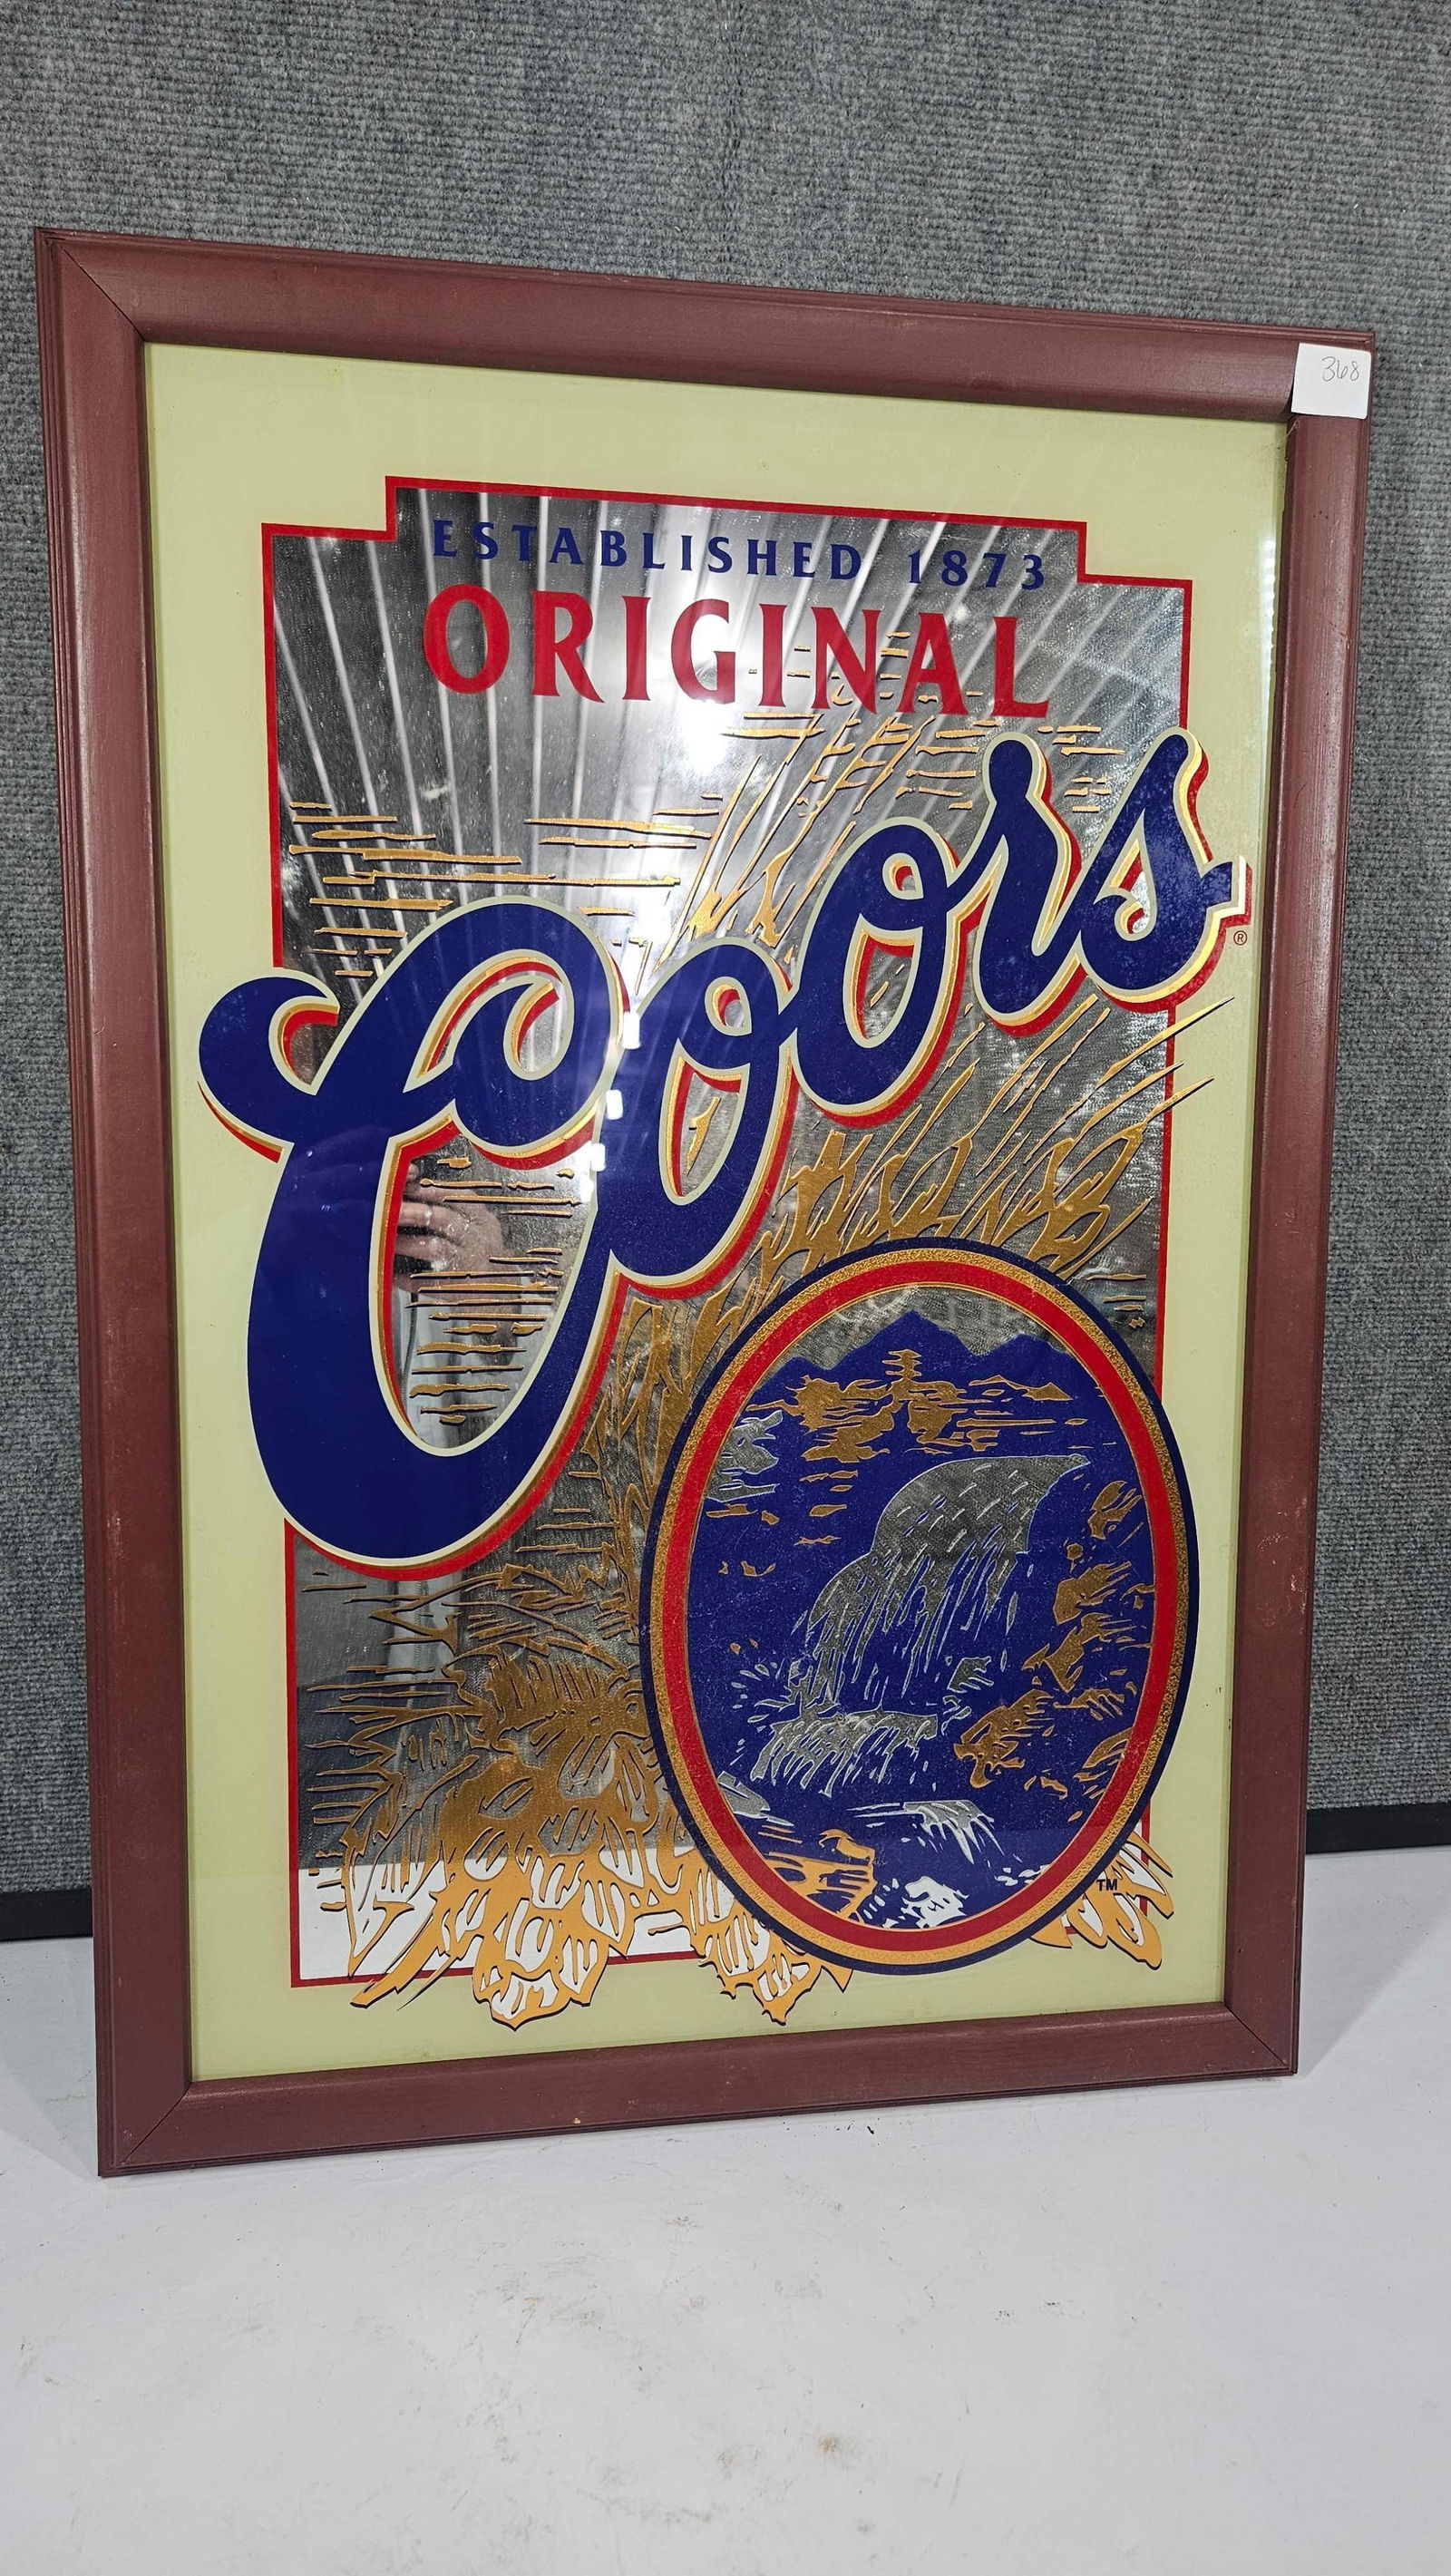 368
ESTABLISHED 1873
ORIGINAL
Coors
®
TM